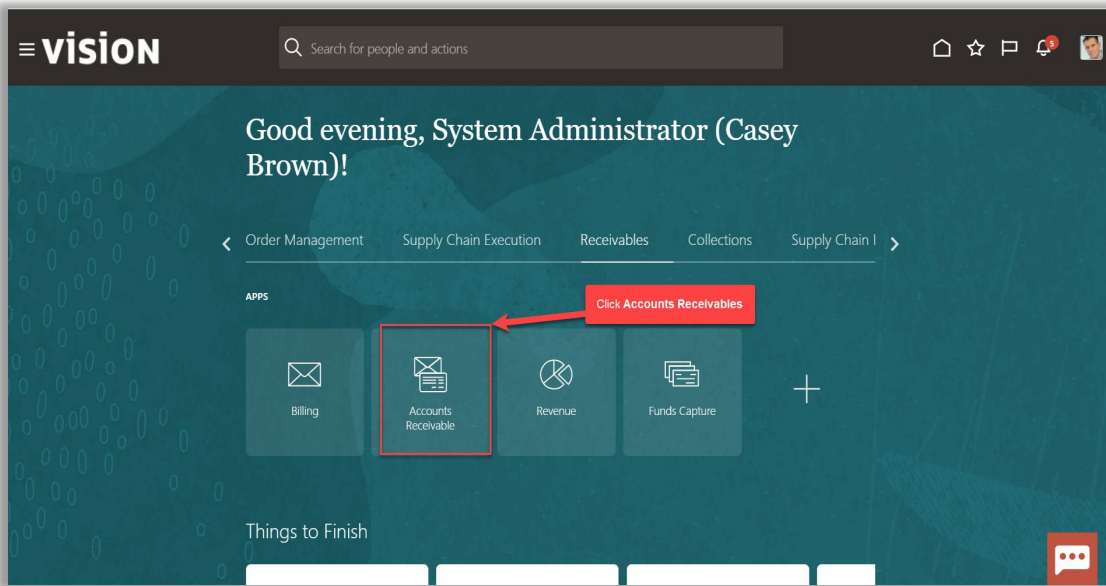 vision
Search for people and actions
5
Good evening, System Administrator (Casey
Brown)!
Order Management Supply Chain Execution Receivables Collections Supply Chain
APPS
Click Accounts Receivables
Billing
Accounts
Receivable
Revenue
Funds Capture
Things to Finish